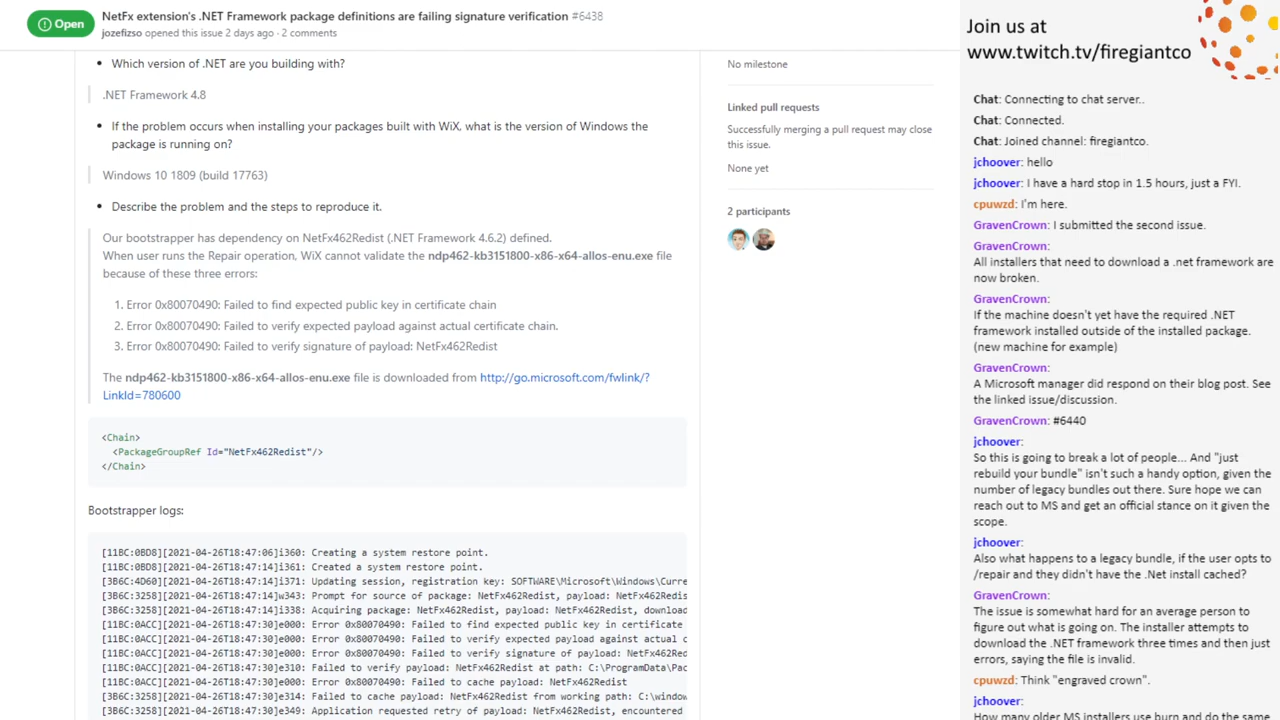 Open
NetFx extension's .NET Framework package definitions are failing signature verification #6438
jozefizso opened this issue 2 days ago · 2 comments
• Which version of .NET are you building with?
.NET Framework 4.8
• If the problem occurs when installing your packages built with WiX, what is the version of Windows the
package is running on?
Windows 10 1809 (build 17763)
• Describe the problem and the steps to reproduce it.
Our bootstrapper has dependency on NetFx462Redist (.NET Framework 4.6.2) defined.
When user runs the Repair operation, WiX cannot validate the ndp462-kb3151800-x86-x64-allos-enu.exe file
because of these three errors:
1. Error 0x80070490: Failed to find expected public key in certificate chain
2. Error 0x80070490: Failed to verify expected payload against actual certificate chain.
3. Error 0x80070490: Failed to verify signature of payload: NetFx462Redist
The ndp462-kb3151800-x86-x64-allos-enu.exe file is downloaded from http://go.microsoft.com/fwlink/?
LinkId=780600
<Chain>
<PackageGroupRef Id="NetFx462Redist"/>
</Chain>
Bootstrapper logs:
[11BC:0BD8][2021-04-26T18:47:06]i360: Creating a system restore point.
[11BC:0BD8][2021-04-26T18:47:14]i361: Created a system restore point.
[3B6C:4D60][2021-04-26T18:47:14]i371: Updating session, registration key: SOFTWARE\Microsoft\Windows\Curre
[3B6C:3258][2021-04-26T18:47:14]w343: Prompt for source of package: NetFx462Redist, payload: NetFx462Redis
[3B6C:3258][2021-04-26T18:47:14]i338: Acquiring package: NetFx462Redist, payload: NetFx462Redist, download
[11BC:0ACC][2021-04-26T18:47:30]e000: Error 0x80070490: Failed to find expected public key in certificate
[11BC:0ACC][2021-04-26T18:47:30]e000: Error 0x80070490: Failed to verify expected payload against actual c
[11BC:0ACC][2021-04-26T18:47:30]e000: Error 0x80070490: Failed to verify signature of payload: NetFx462Red
[11BC:0ACC][2021-04-26T18:47:30]e310: Failed to verify payload: NetFx462Redist at path: C:\ProgramData\Pac
[11BC:0ACC][2021-04-26T18:47:30]e000: Error 0x80070490: Failed to cache payload: NetFx462Redist
[3B6C:3258][2021-04-26T18:47:30]e314: Failed to cache payload: NetFx462Redist from working path: C:\window
[3B6C:3258][2021-04-26T18:47:30]e349: Application requested retry of payload: NetFx462Redist, encountered
No milestone
Linked pull requests
Successfully merging a pull request may close
this issue.
None yet
2 participants
Join us at
www.twitch.tv/firegiantco
Chat: Connecting to chat server..
Chat: Connected.
Chat: Joined channel: firegiantco.
jchoover: hello
jchoover: I have a hard stop in 1.5 hours, just a FYI.
cpuwzd: I'm here.
GravenCrown: I submitted the second issue.
GravenCrown:
All installers that need to download a .net framework are
now broken.
GravenCrown:
If the machine doesn't yet have the required .NET
framework installed outside of the installed package.
(new machine for example)
GravenCrown:
A Microsoft manager did respond on their blog post. See
the linked issue/discussion.
GravenCrown: #6440
jchoover:
So this is going to break a lot of people... And "just
rebuild your bundle" isn't such a handy option, given the
number of legacy bundles out there. Sure hope we can
reach out to MS and get an official stance on it given the
scope.
jchoover:
Also what happens to a legacy bundle, if the user opts to
/repair and they didn't have the .Net install cached?
GravenCrown:
The issue is somewhat hard for an average person to
figure out what is going on. The installer attempts to
download the .NET framework three times and then just
errors, saying the file is invalid.
cpuwzd: Think "engraved crown".
jchoover:
How many older MS installers use burn and do the same